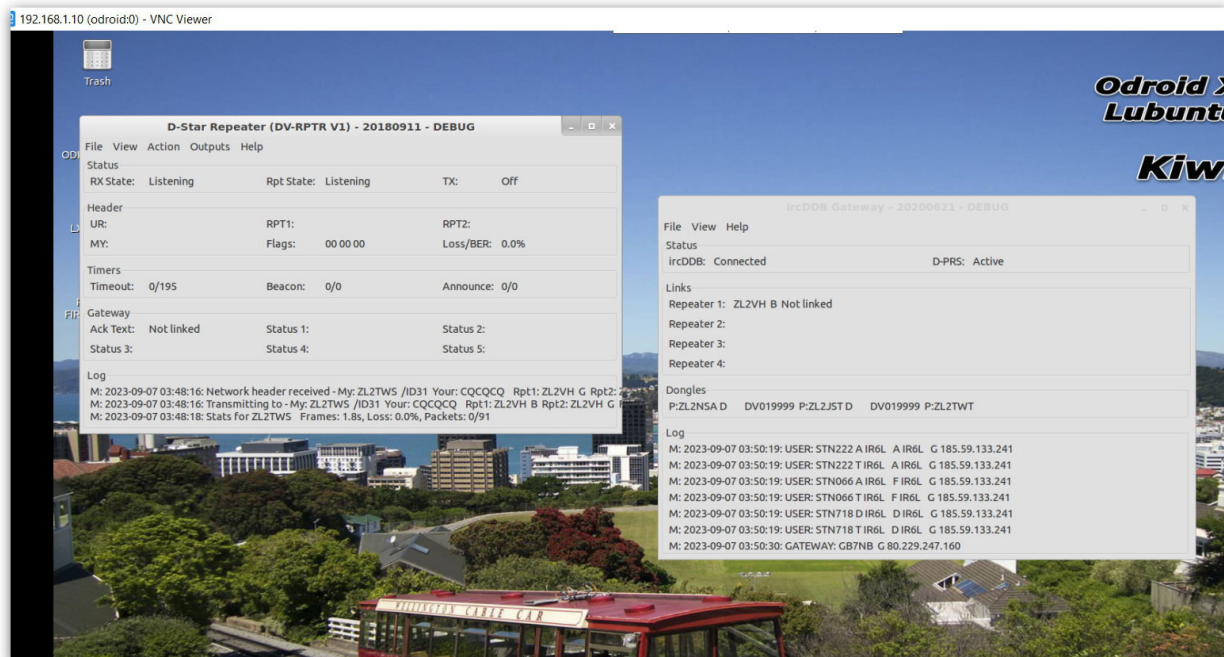 192.168.1.10 (odroid:0) - VNC Viewer
Trash
Odroid X
Lubuntu
Kiw
D-Star Repeater (DV-RPTR V1) - 20180911 - DEBUG
File View Action Outputs Help
Status
RX State: Listening Rpt State: Listening TX: Off
Header
UR: RPT1: RPT2:
MY: Flags: 00 00 00 Loss/BER: 0.0%
Timers
Timeout: 0/195 Beacon: 0/0 Announce: 0/0
Gateway
Ack Text: Not linked Status 1: Status 2:
Status 3: Status 4: Status 5:
Log
M: 2023-09-07 03:48:16: Network header received - My: ZL2TWS /ID31 Your: CQCQCQ Rpt1: ZL2VH G Rpt2:
M: 2023-09-07 03:48:16: Transmitting to - My: ZL2TWS /ID31 Your: CQCQCQ Rpt1: ZL2VH B Rpt2: ZL2VH G
M: 2023-09-07 03:48:18: Stats for ZL2TWS Frames: 1.8s, Loss: 0.0%, Packets: 0/91
ircDDB Gateway - 20200621 - DEBUG
File View Help
Status
ircDDB: Connected D-PRS: Active
Links
Repeater 1: ZL2VH B Not linked
Repeater 2:
Repeater 3:
Repeater 4:
Dongles
P:ZL2NSA D DV019999 P:ZL2JST D DV019999 P:ZL2TWT
Log
M: 2023-09-07 03:50:19: USER: STN222 A IR6L A IR6L G 185.59.133.241
M: 2023-09-07 03:50:19: USER: STN222 T IR6L A IR6L G 185.59.133.241
M: 2023-09-07 03:50:19: USER: STN066 A IR6L F IR6L G 185.59.133.241
M: 2023-09-07 03:50:19: USER: STN066 T IR6L F IR6L G 185.59.133.241
M: 2023-09-07 03:50:19: USER: STN718 D IR6L D IR6L G 185.59.133.241
M: 2023-09-07 03:50:19: USER: STN718 T IR6L D IR6L G 185.59.133.241
M: 2023-09-07 03:50:30: GATEWAY: GB7NB G 80.229.247.160
WELLINGTON CABLE CAR